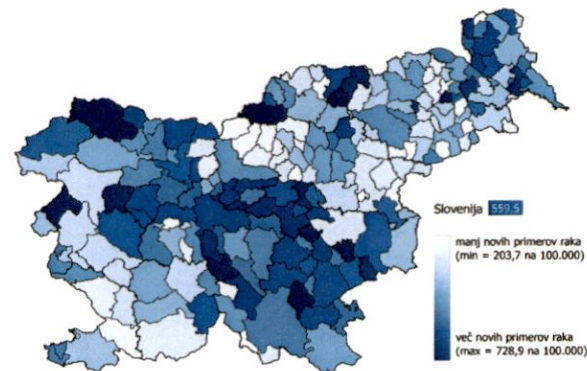 Slovenija 559,5
manj novih primerov raka
(min = 203,7 na 100.000)
več novih primerov raka
(max = 728,9 na 100.000)